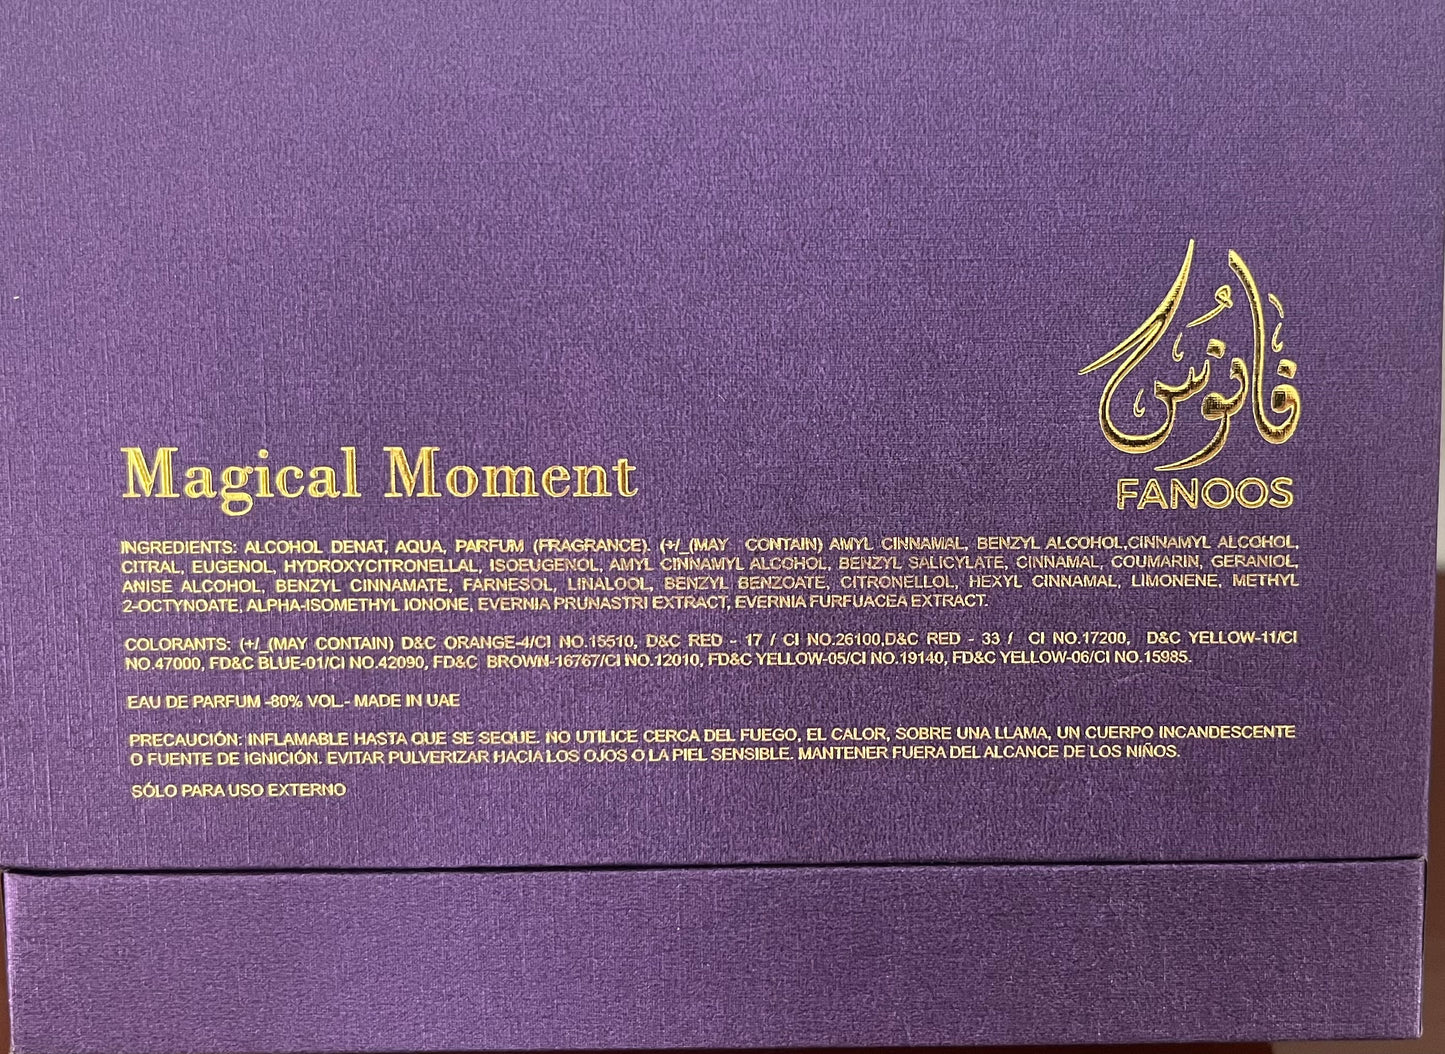 فانوس
FANOOS
Magical Moment
INGREDIENTS: ALCOHOL DENAT, AQUA, PARFUM (FRAGRANCE). (+/_(MAY CONTAIN) AMYL CINNAMAL, BENZYL ALCOHOL,CINNAMYL ALCOHOL,
CITRAL, EUGENOL, HYDROXYCITRONELLAL, ISOEUGENOL, AMYL CINNAMYL ALCOHOL, BENZYL SALICYLATE, CINNAMAL, COUMARIN, GERANIOL,
ANISE ALCOHOL, BENZYL CINNAMATE, FARNESOL, LINALOOL, BENZYL BENZOATE, CITRONELLOL, HEXYL CINNAMAL, LIMONENE, METHYL
2-OCTYNOATE, ALPHA-ISOMETHYL IONONE, EVERNIA PRUNASTRI EXTRACT, EVERNIA FURFUACEA EXTRACT.
COLORANTS: (+/_(MAY CONTAIN) D&C ORANGE-4/CI NO.15510, D&C RED - 17 / CI NO.26100,D&C RED - 33 / CI NO.17200, D&C YELLOW-11/CI
NO.47000, FD&C BLUE-01/CI NO.42090, FD&C BROWN-16767/CI NO.12010, FD&C YELLOW-05/CI NO.19140, FD&C YELLOW-06/CI NO.15985.
EAU DE PARFUM -80% VOL.- MADE IN UAE
PRECAUCIÓN: INFLAMABLE HASTA QUE SE SEQUE. NO UTILICE CERCA DEL FUEGO, EL CALOR, SOBRE UNA LLAMA, UN CUERPO INCANDESCENTE
O FUENTE DE IGNICIÓN. EVITAR PULVERIZAR HACIA LOS OJOS O LA PIEL SENSIBLE. MANTENER FUERA DEL ALCANCE DE LOS NIÑOS.
SÓLO PARA USO EXTERNO